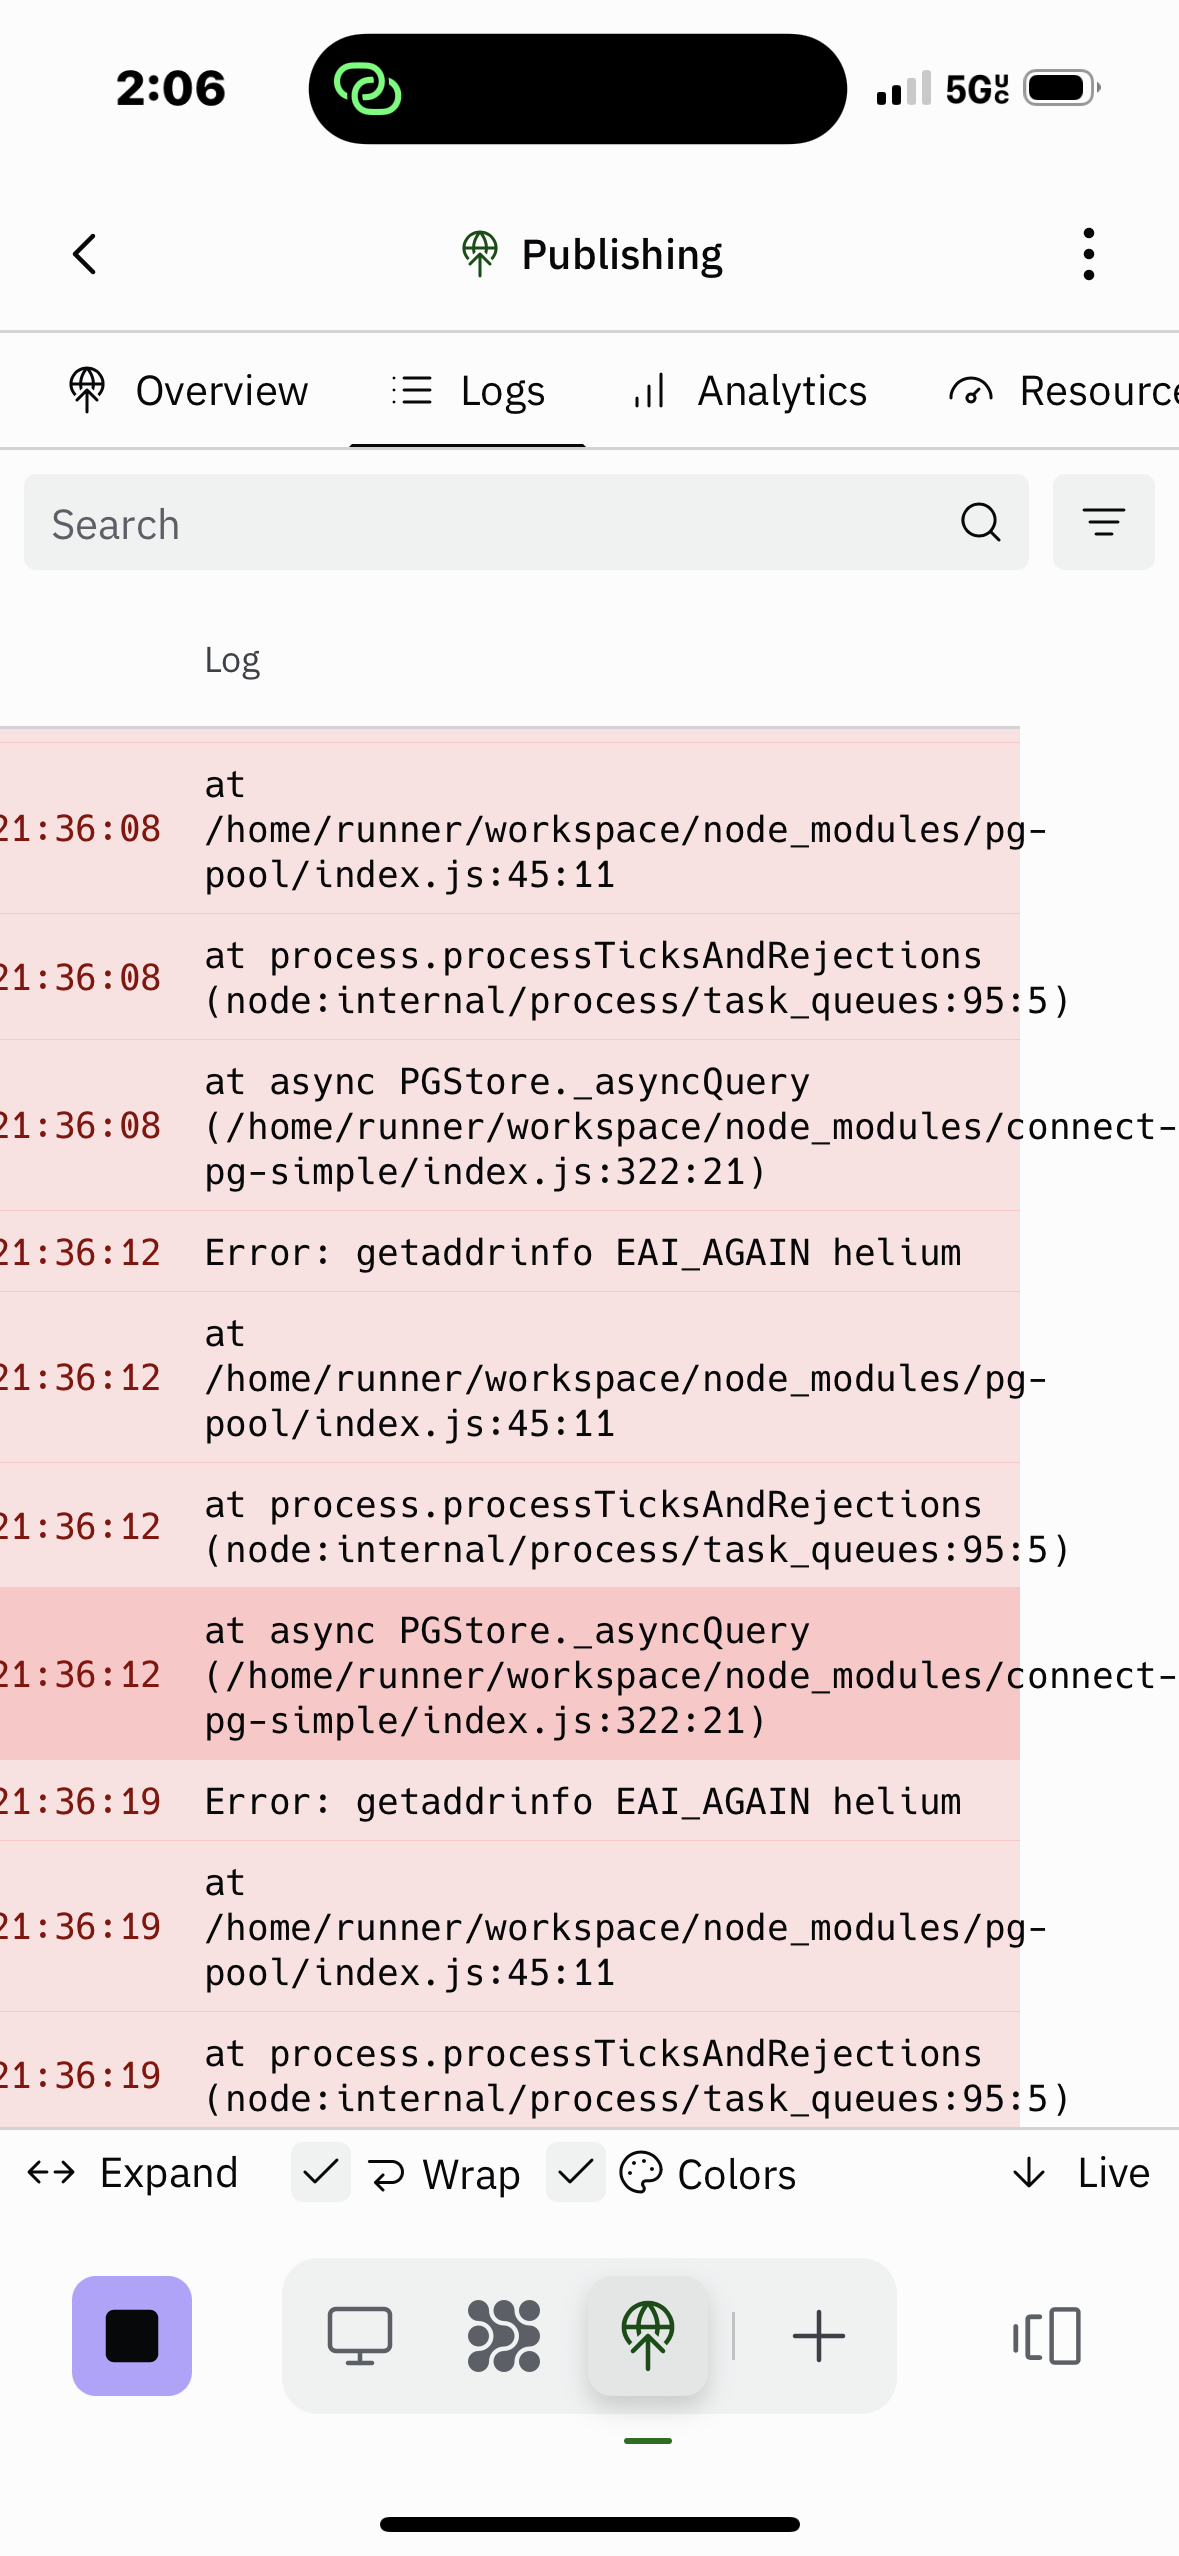 2:06
5GUC
Publishing
Overview
Logs
Analytics
Resource
Search
Log
21:36:08
at
/home/runner/workspace/node_modules/pg-
pool/index.js:45:11
21:36:08
at process.processTicksAndRejections
(node:internal/process/task_queues:95:5)
21:36:08
at async PGStore._asyncQuery
(/home/runner/workspace/node_modules/connect-
pg-simple/index.js:322:21)
21:36:12
Error: getaddrinfo EAI_AGAIN helium
21:36:12
at
/home/runner/workspace/node_modules/pg-
pool/index.js:45:11
21:36:12
at process.processTicksAndRejections
(node:internal/process/task_queues:95:5)
21:36:12
at async PGStore._asyncQuery
(/home/runner/workspace/node_modules/connect-
pg-simple/index.js:322:21)
21:36:19
Error: getaddrinfo EAI_AGAIN helium
21:36:19
at
/home/runner/workspace/node_modules/pg-
pool/index.js:45:11
21:36:19
at process.processTicksAndRejections
(node:internal/process/task_queues:95:5)
Expand
Wrap
Colors
Live